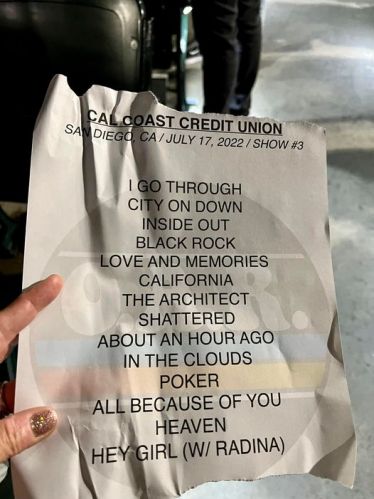 CAL COAST CREDIT UNION
SAN DIEGO, CA / JULY 17, 2022 / SHOW #3
I GO THROUGH
CITY ON DOWN
INSIDE OUT
BLACK ROCK
LOVE AND MEMORIES
CALIFORNIA
THE ARCHITECT
SHATTERED
ABOUT AN HOUR AGO
IN THE CLOUDS
POKER
ALL BECAUSE OF YOU
HEAVEN
HEY GIRL (W/ RADINA)